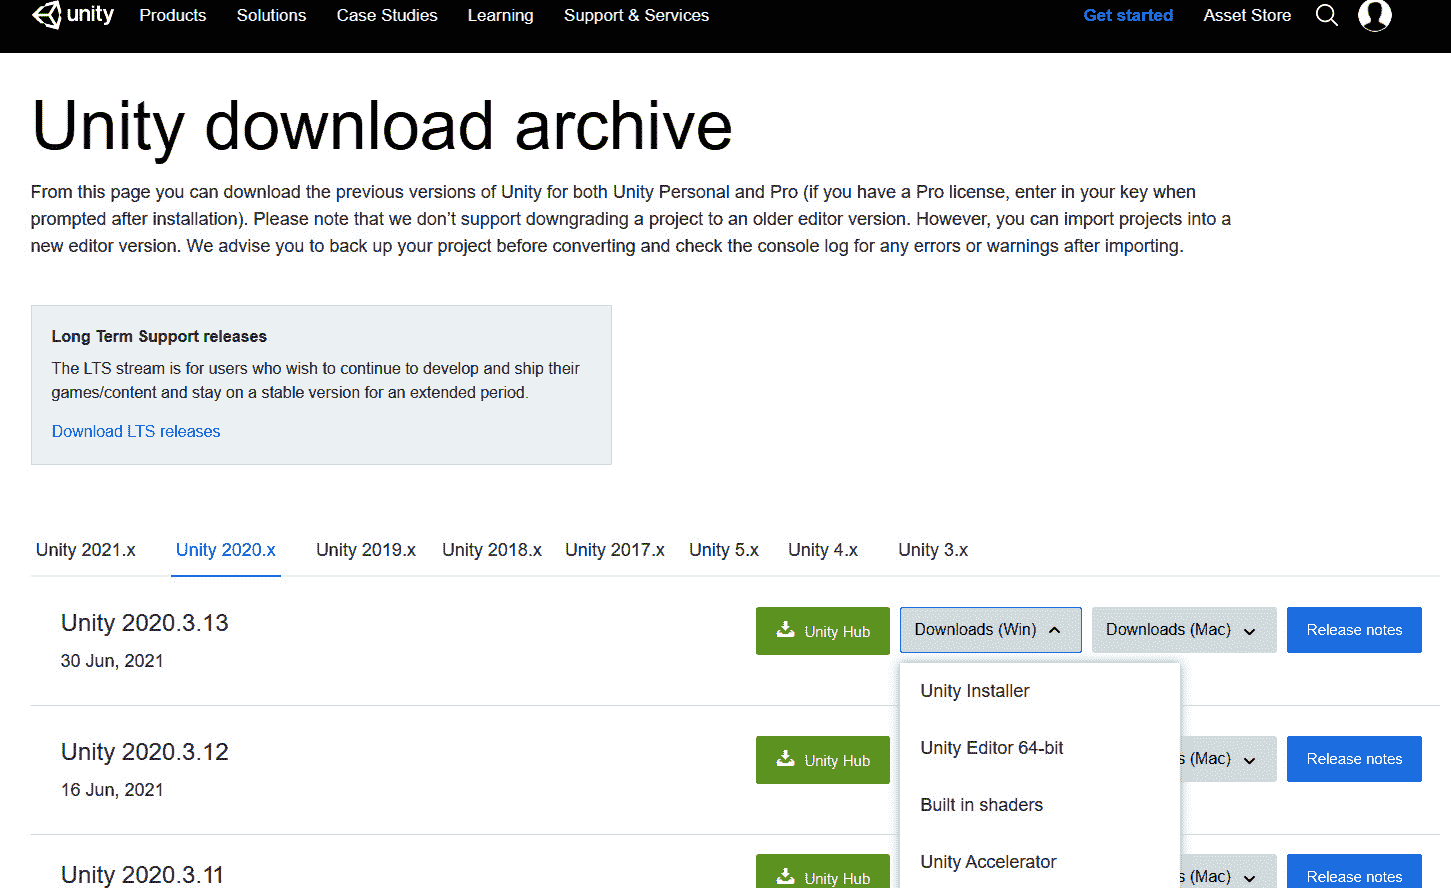 unity Products Solutions Case Studies Learning Support & Services Get started Asset Store
Unity download archive
From this page you can download the previous versions of Unity for both Unity Personal and Pro (if you have a Pro license, enter in your key when
prompted after installation). Please note that we don’t support downgrading a project to an older editor version. However, you can import projects into a
new editor version. We advise you to back up your project before converting and check the console log for any errors or warnings after importing.
Long Term Support releases
The LTS stream is for users who wish to continue to develop and ship their
games/content and stay on a stable version for an extended period.
Download LTS releases
Unity 2021.x Unity 2020.x Unity 2019.x Unity 2018.x Unity 2017.x Unity 5.x Unity 4.x Unity 3.x
Unity 2020.3.13 Unity Hub Downloads (Win) Downloads (Mac) Release notes
30 Jun, 2021
Unity Installer
Unity 2020.3.12 Unity Hub Unity Editor 64-bit s (Mac) Release notes
16 Jun, 2021
Built in shaders
Unity Accelerator
Unity 2020.3.11 Unity Hub s (Mac) Release notes